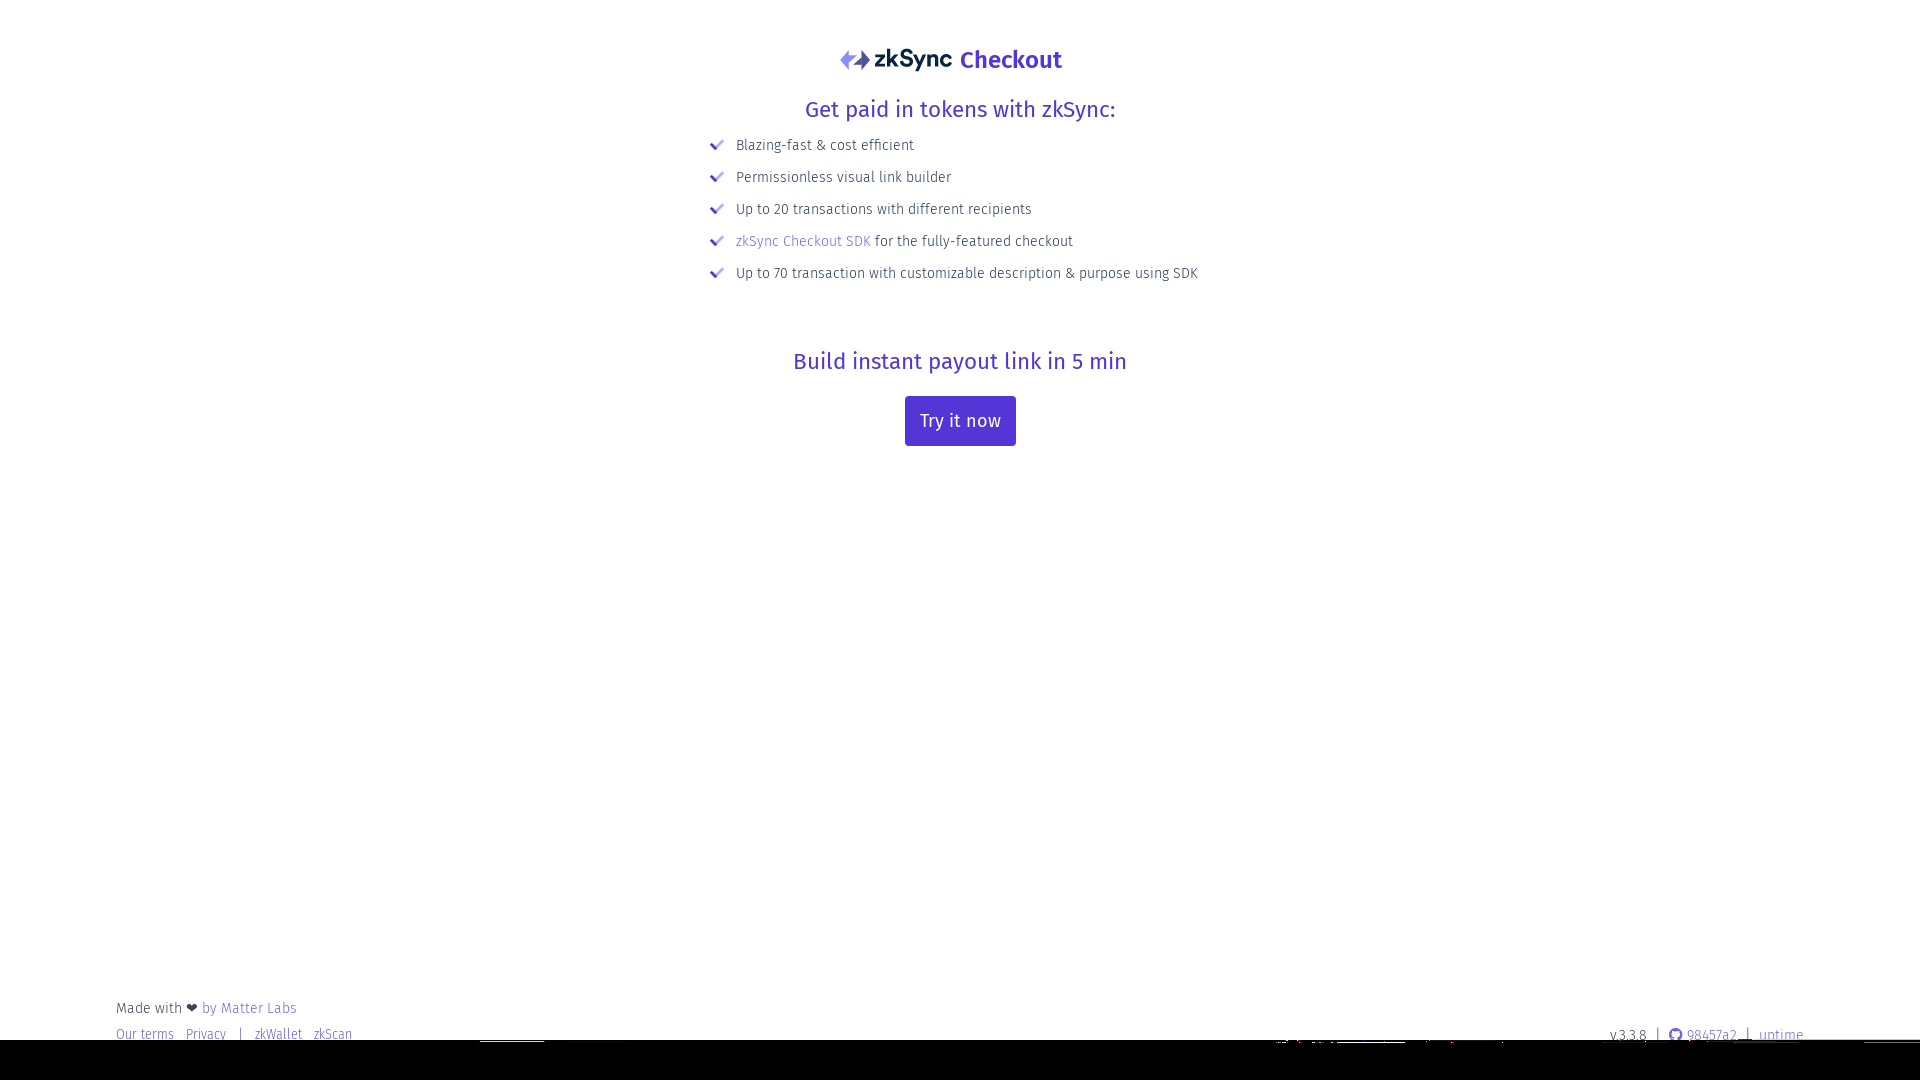 zkSync Checkout
Get paid in tokens with zkSync:
Blazing-fast & cost efficient
Permissionless visual link builder
Up to 20 transactions with different recipients
zkSync Checkout SDK for the fully-featured checkout
Up to 70 transaction with customizable description & purpose using SDK
Build instant payout link in 5 min
Try it now
Made with ❤ by Matter Labs
Our terms Privacy | zkWallet zkScan
v.3.3.8 | 98457a2 | uptime